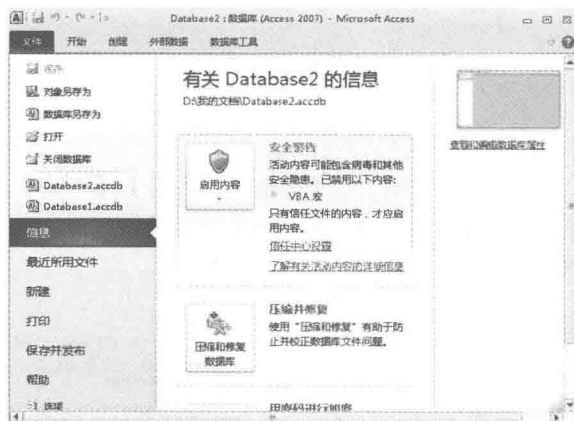 Database2 : 数据库 (Access 2007) - Microsoft Access
文件 开始 创建 外部数据 数据库工具
保存
对象另存为
数据库另存为
打开
关闭数据库
Database2.accdb
Database1.accdb
信息
最近所用文件
新建
打印
保存并发布
帮助
选项
有关 Database2 的信息
D:\我的文档\Database2.accdb
启用内容
安全警告
活动内容可能包含病毒和其他
安全隐患。已禁用以下内容:
VBA 宏
只有信任文件的内容，才应启
用内容。
信任中心设置
了解有关活动内容的详细信息
压缩和修复
数据库
压缩并修复
使用“压缩和修复”有助于防
止并校正数据库文件问题。
用密码进行加密
查看和编辑数据库属性